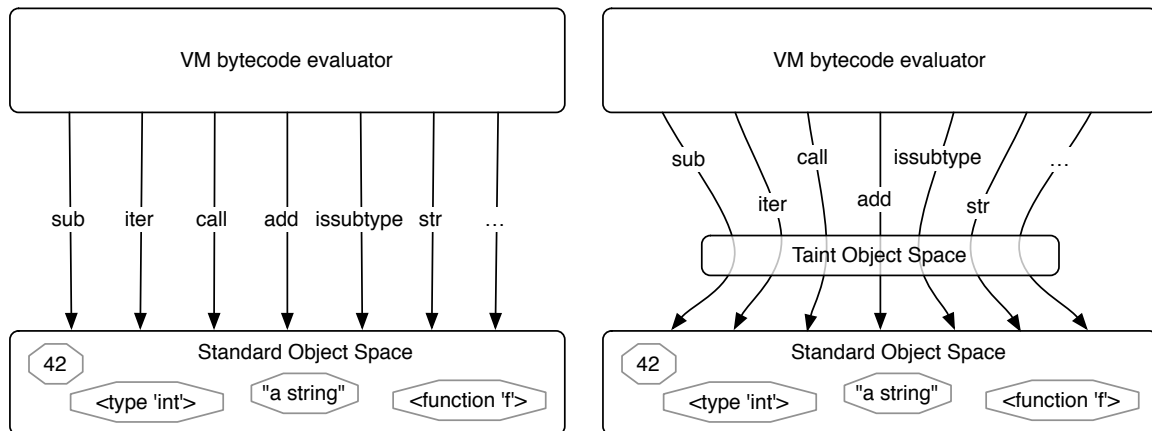 VM bytecode evaluator
sub iter call add issubtype str …
Standard Object Space
42
<type 'int'>
"a string"
<function 'f'>
VM bytecode evaluator
sub
call
issubtype
…
iter
add
str
Taint Object Space
Standard Object Space
42
<type 'int'>
"a string"
<function 'f'>